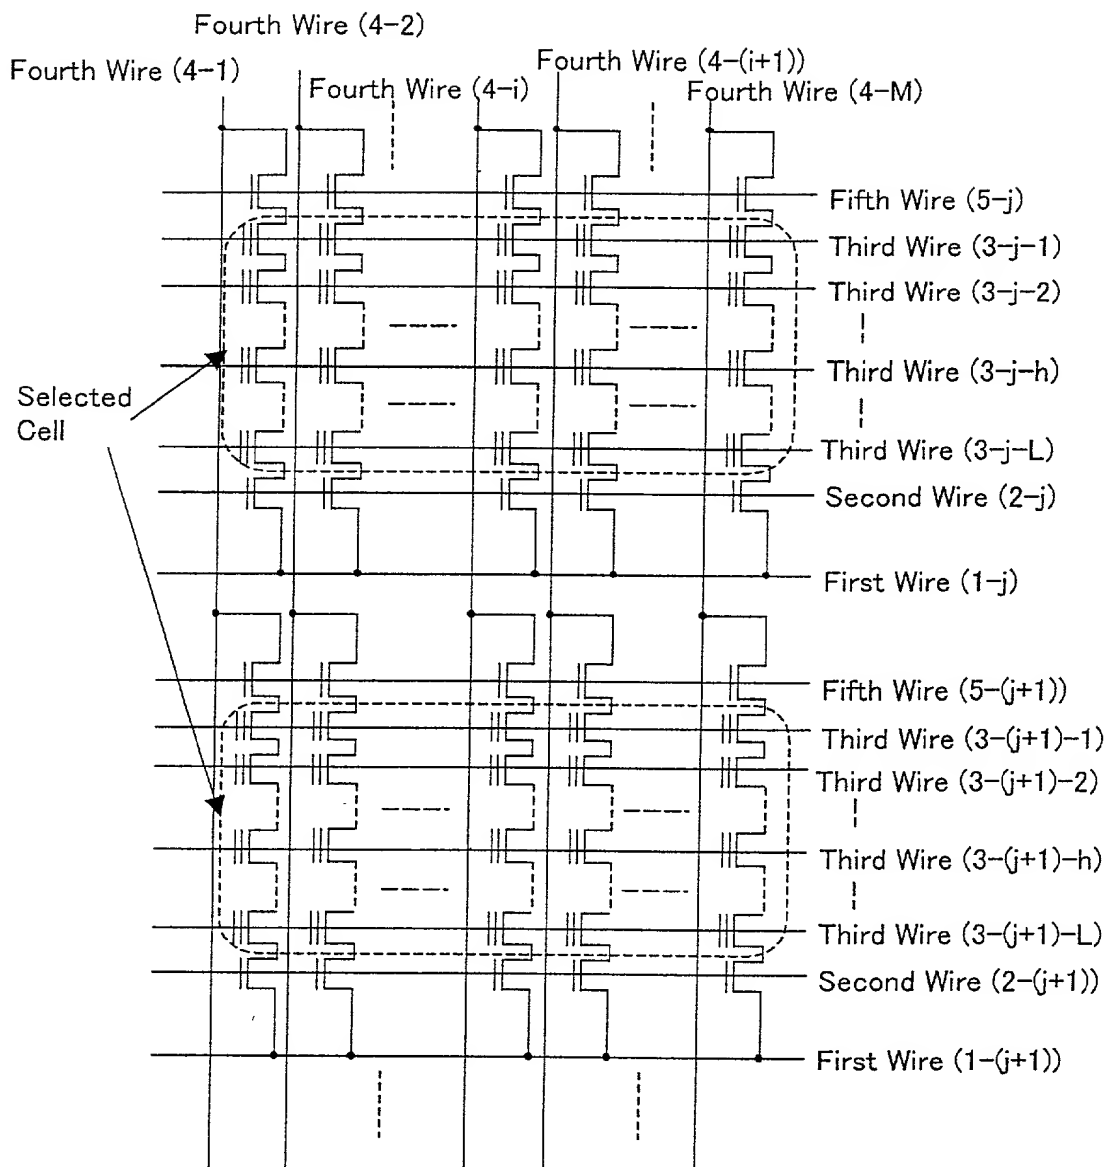 Fourth Wire (4-2)
Fourth Wire (4-1)
Fourth Wire (4-i)
Fourth Wire (4-(i+1))
Fourth Wire (4-M)
Fifth Wire (5-j)
Third Wire (3-j-1)
Third Wire (3-j-2)
Third Wire (3-j-h)
Selected
Cell
Third Wire (3-j-L)
Second Wire (2-j)
First Wire (1-j)
Fifth Wire (5-(j+1))
Third Wire (3-(j+1)-1)
Third Wire (3-(j+1)-2)
Third Wire (3-(j+1)-h)
Third Wire (3-(j+1)-L)
Second Wire (2-(j+1))
First Wire (1-(j+1))